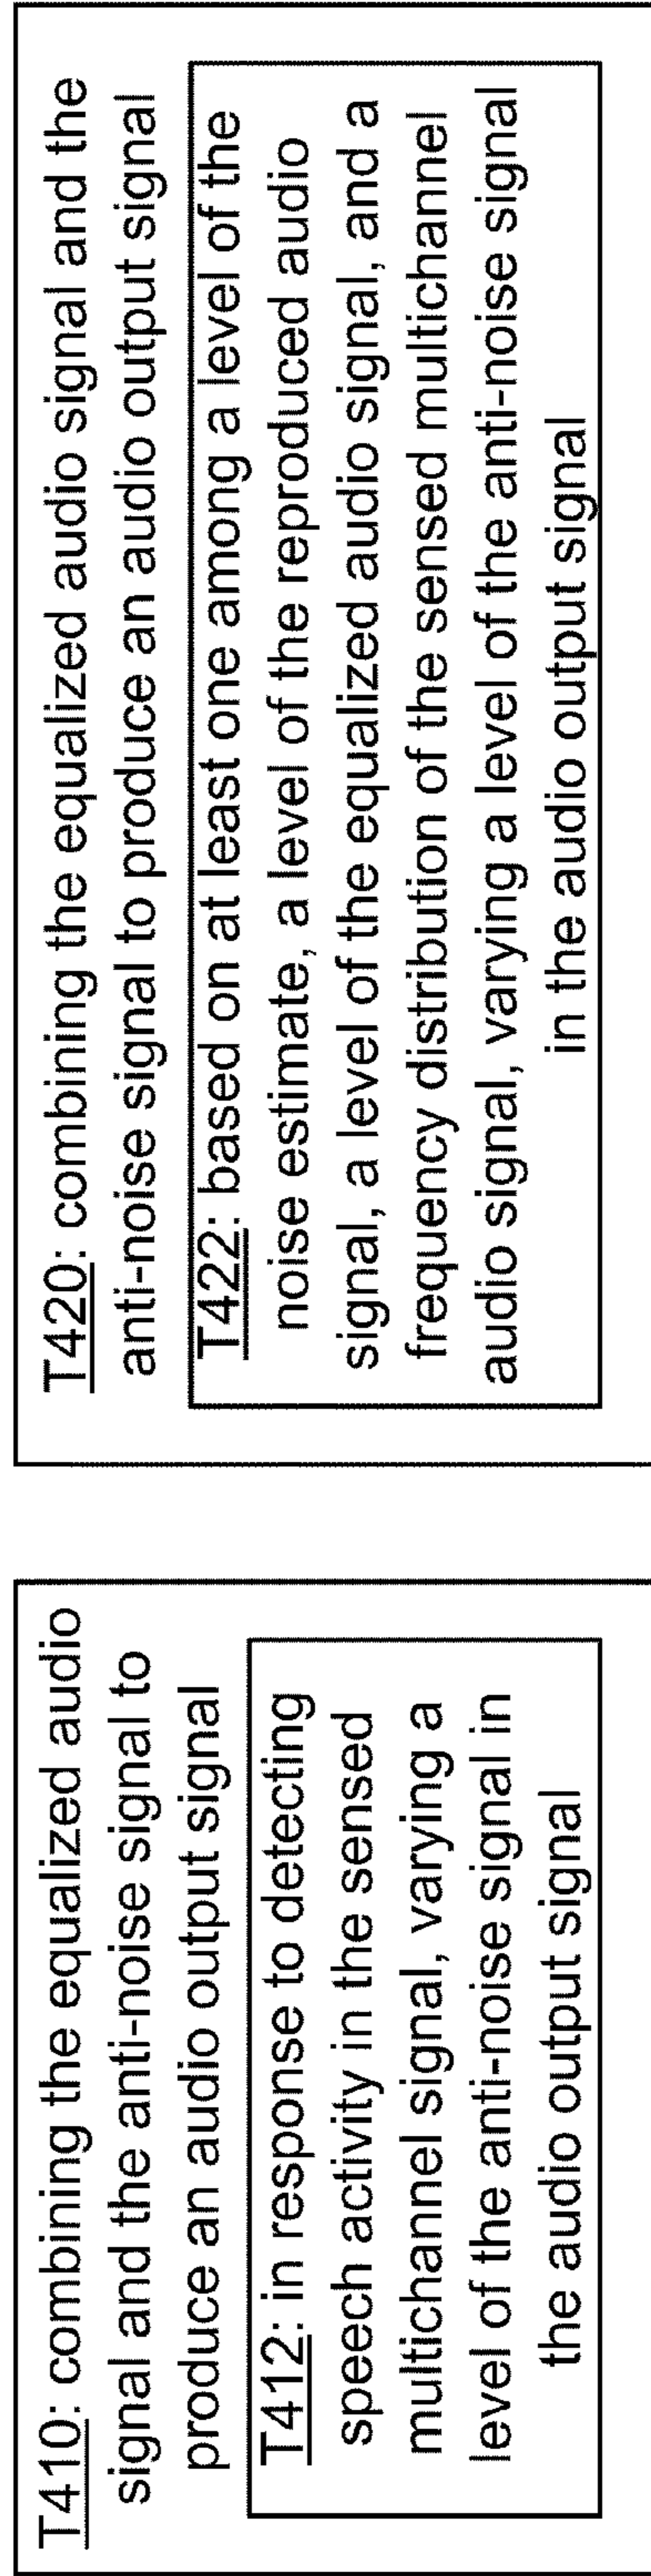 T410: combining the equalized audio
signal and the anti-noise signal to
produce an audio output signal
T412: in response to detecting
speech activity in the sensed
multichannel signal, varying a
level of the anti-noise signal in
the audio output signal
T420: combining the equalized audio signal and the
anti-noise signal to produce an audio output signal
T422: based on at least one among a level of the
noise estimate, a level of the reproduced audio
signal, a level of the equalized audio signal, and a
frequency distribution of the sensed multichannel
audio signal, varying a level of the anti-noise signal
in the audio output signal